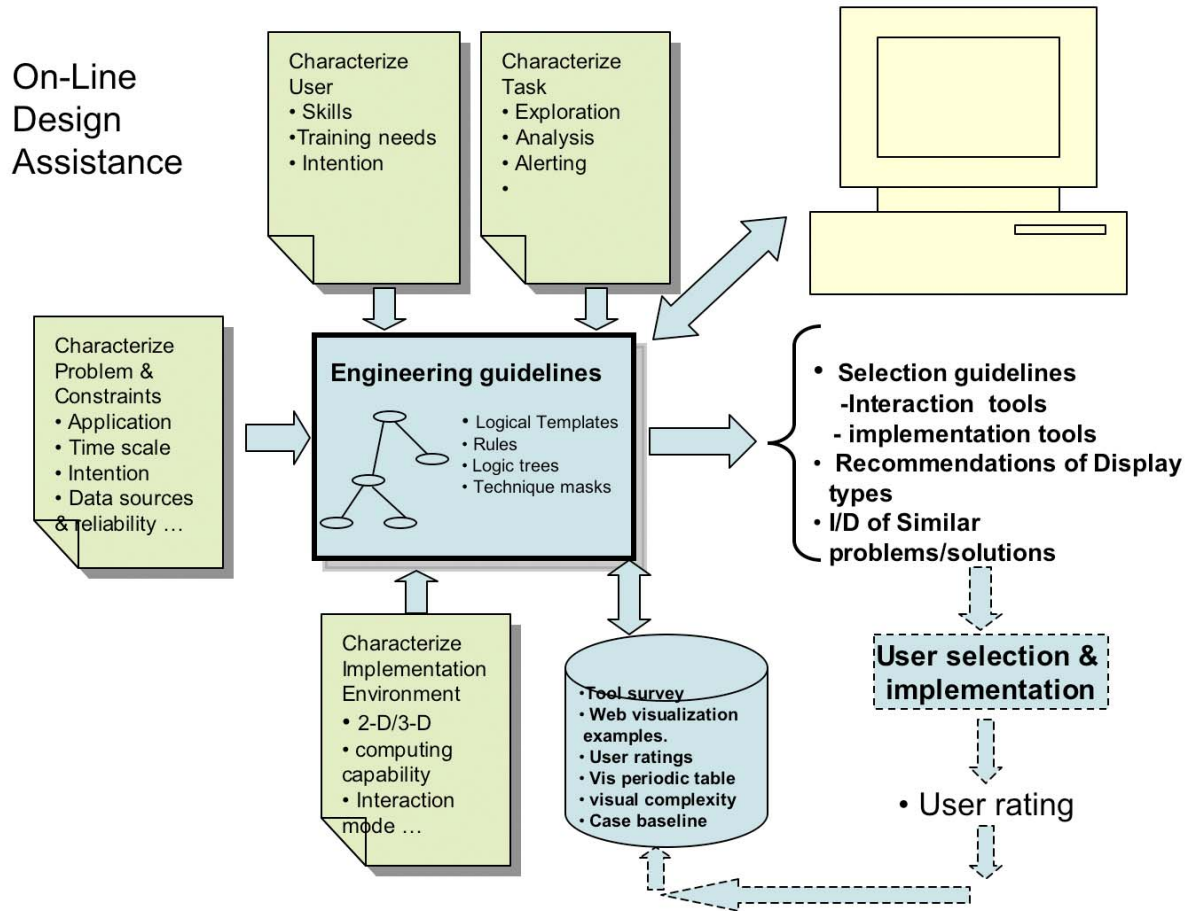 On-Line
Design
Assistance
Characterize
User
• Skills
•Training needs
• Intention
Characterize
Task
• Exploration
• Analysis
• Alerting
•
Characterize
Problem &
Constraints
• Application
• Time scale
• Intention
• Data sources
& reliability …
Engineering guidelines
• Logical Templates
• Rules
• Logic trees
• Technique masks
• Selection guidelines
-Interaction tools
- implementation tools
• Recommendations of Display
types
• I/D of Similar
problems/solutions
Characterize
Implementation
Environment
• 2-D/3-D
• computing
capability
• Interaction
mode …
•Tool survey
• Web visualization
examples.
• User ratings
• Vis periodic table
• visual complexity
• Case baseline
User selection &
implementation
• User rating